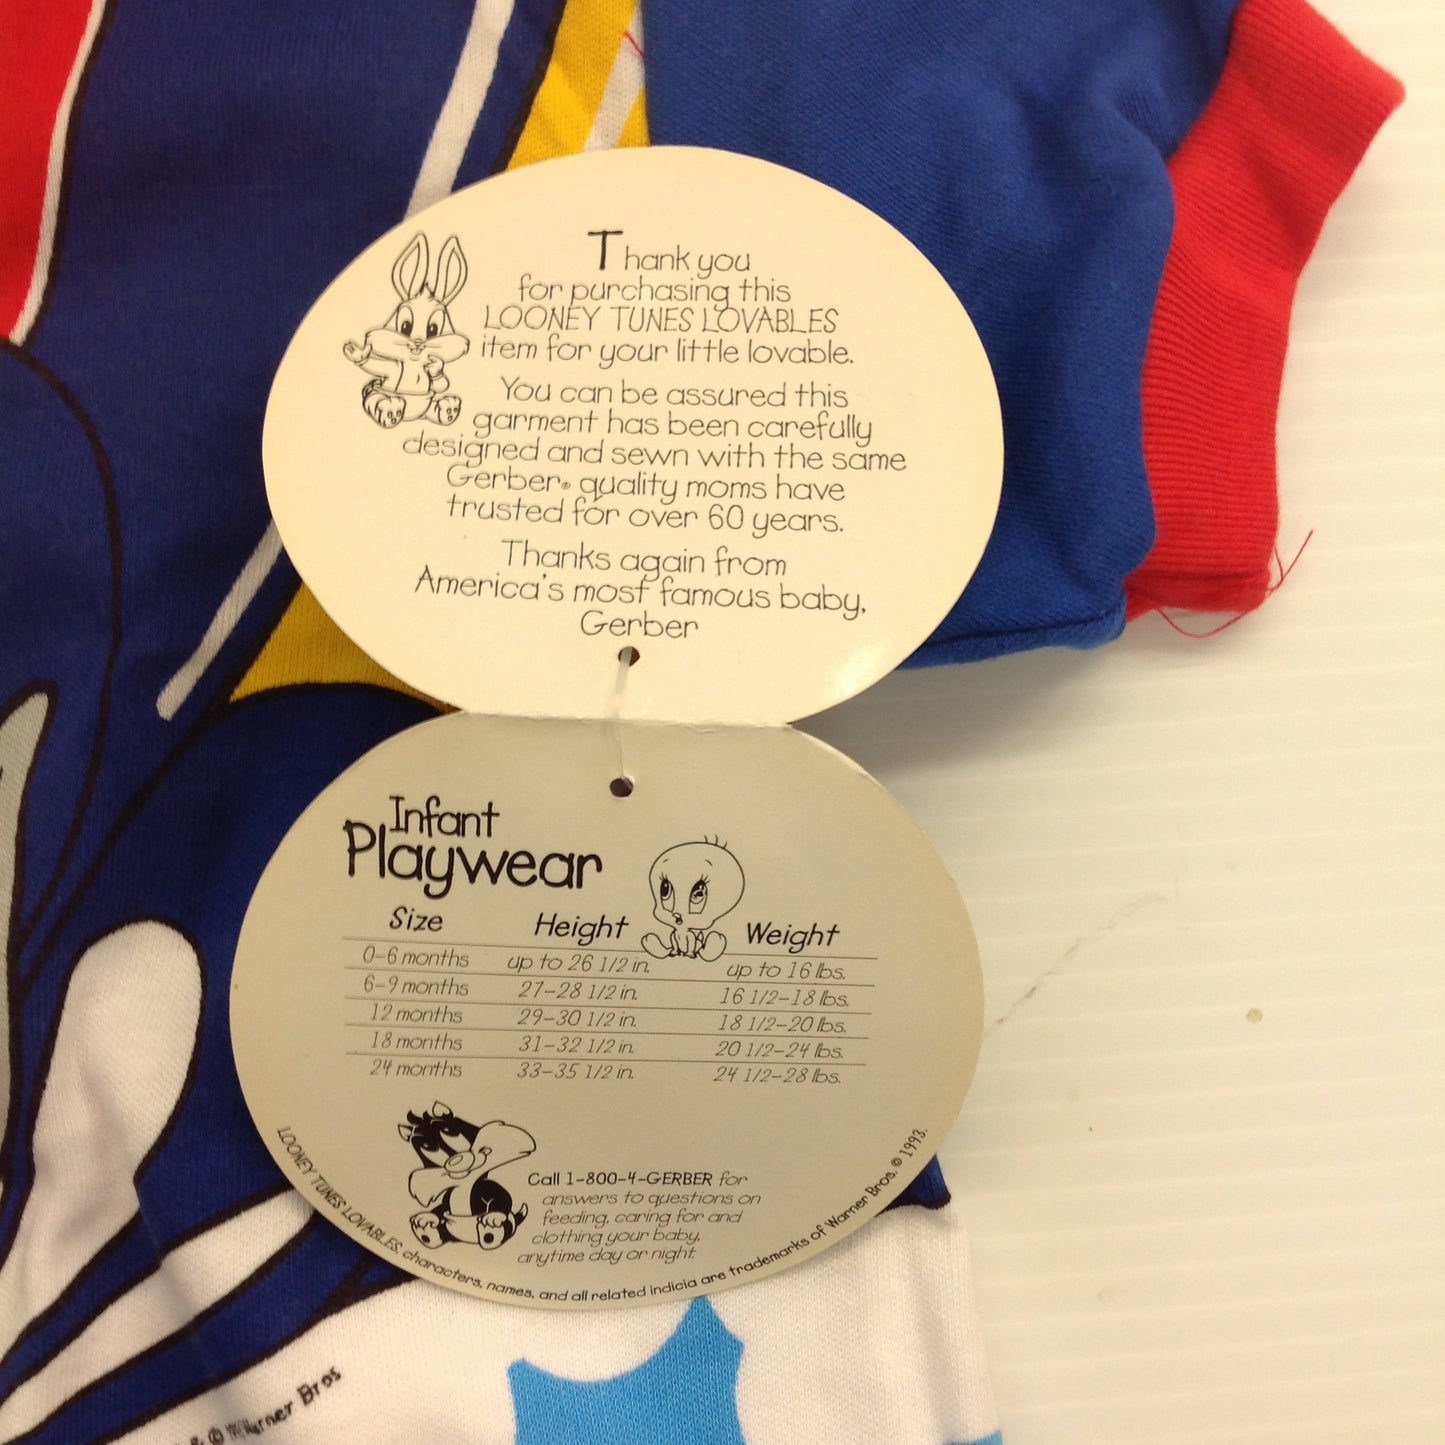 Thank you
for purchasing this
LOONEY TUNES LOVABLES
item for your little lovable.
You can be assured this
garment has been carefully
designed and sewn with the same
Gerber® quality moms have
trusted for over 60 years.
Thanks again from
America's most famous baby,
Gerber
Infant
Playwear
Size Height Weight
0-6 months up to 26 1/2 in. up to 16 lbs.
6-9 months 27-28 1/2 in. 16 1/2-18 lbs.
12 months 29-30 1/2 in. 18 1/2-20 lbs.
18 months 31-32 1/2 in. 20 1/2-24 lbs.
24 months 33-35 1/2 in. 24 1/2-28 lbs.
Call 1-800-4-GERBER for
answers to questions on
feeding, caring for and
clothing your baby,
anytime day or night.
LOONEY TUNES LOVABLES, characters, names, and all related indicia are trademarks of Warner Bros. © 1993.
& © Warner Bros